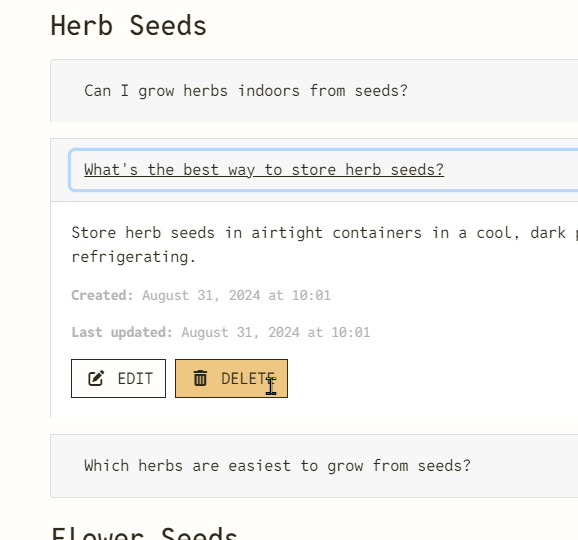 Herb Seeds
Can I grow herbs indoors from seeds?
What's the best way to store herb seeds?
Store herb seeds in airtight containers in a cool, dark
refrigerating.
Created: August 31, 2024 at 10:01
Last updated: August 31, 2024 at 10:01
EDIT DELETE
Which herbs are easiest to grow from seeds?
Flower Seeds